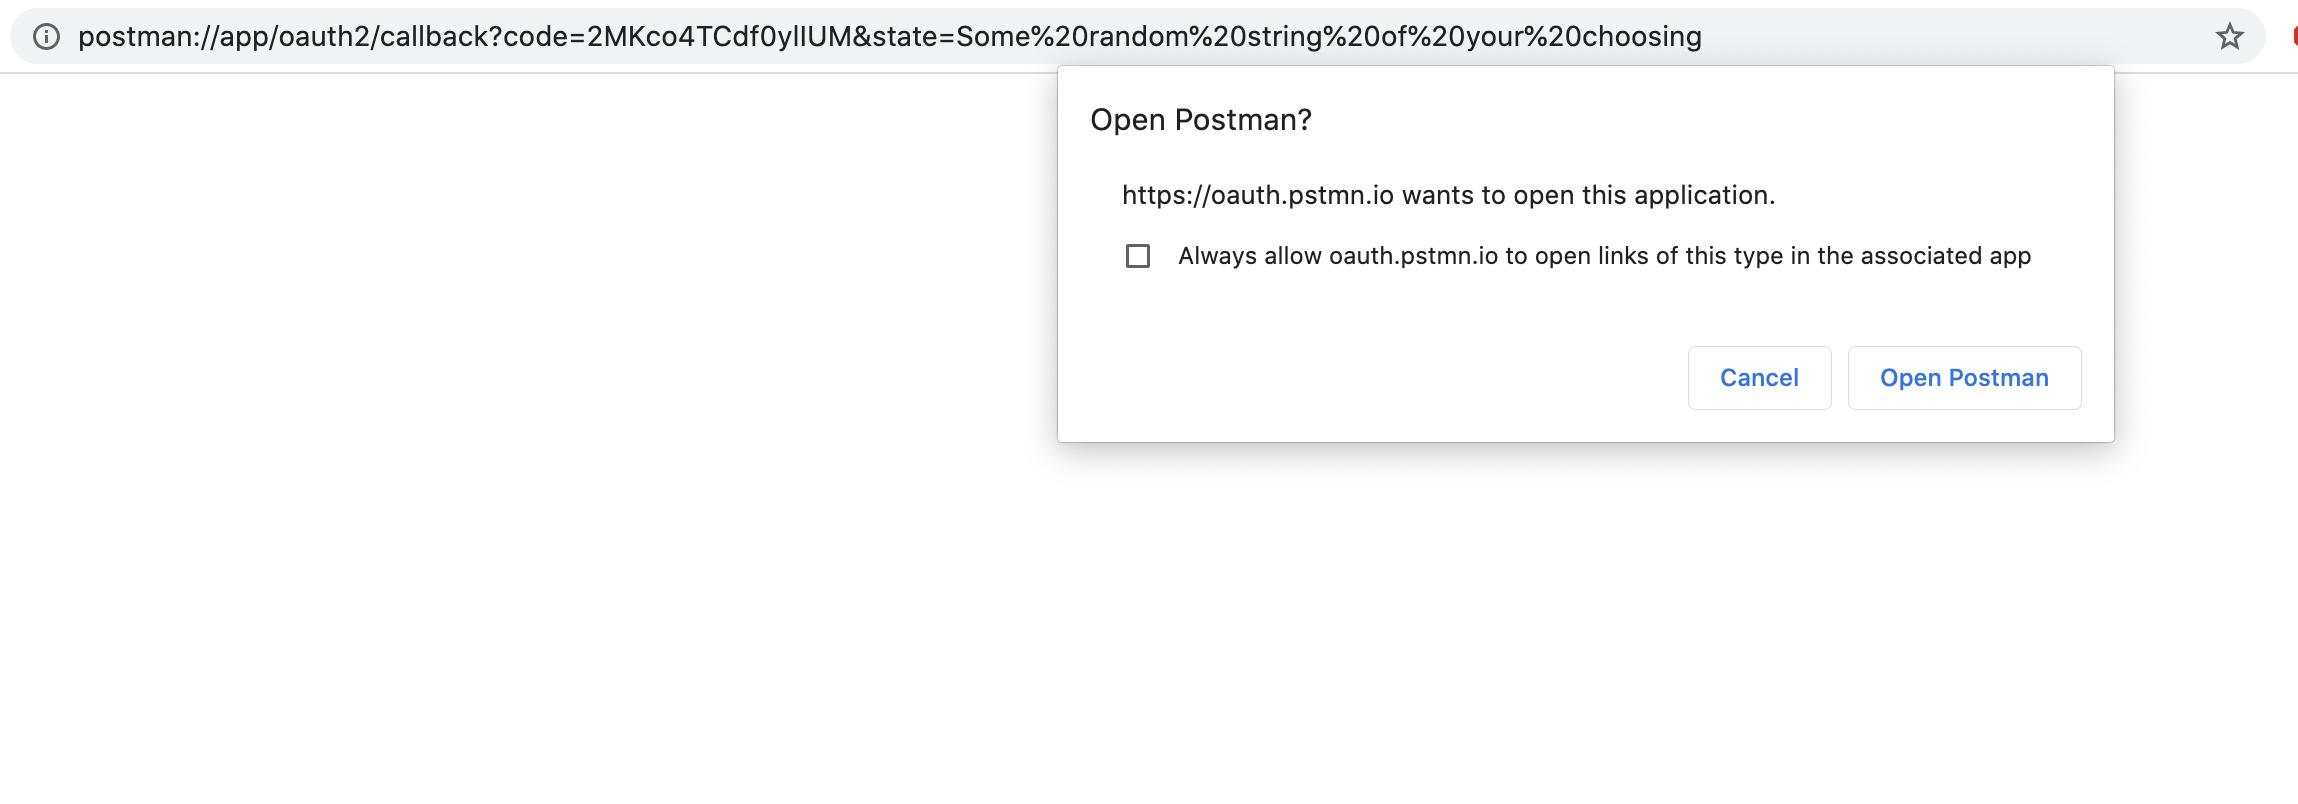 postman://app/oauth2/callback?code=2MKco4TCdf0ylIUM&state=Some%20random%20string%20of%20your%20choosing
Open Postman?
https://oauth.pstmn.io wants to open this application.
Always allow oauth.pstmn.io to open links of this type in the associated app
Cancel
Open Postman